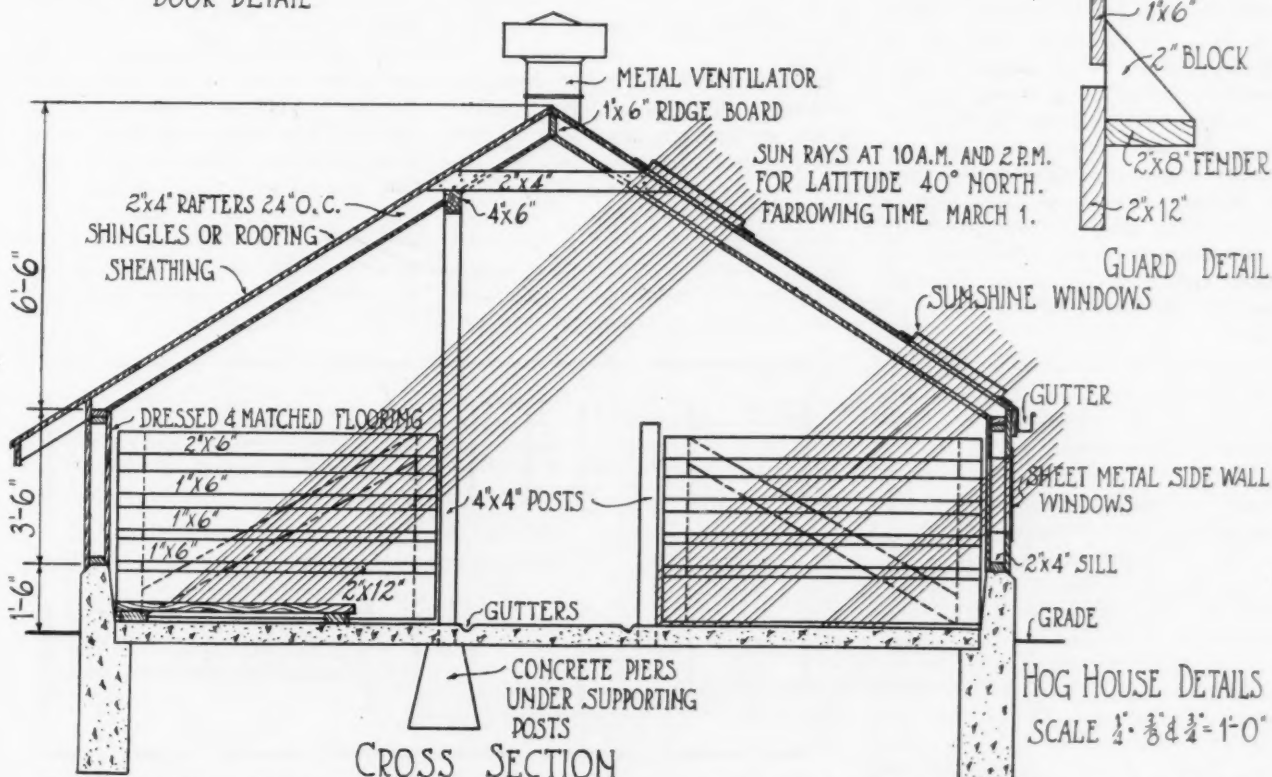 DOOR DETAIL
METAL VENTILATOR
1"x6" RIDGE BOARD
SUN RAYS AT 10 A.M. AND 2 P.M.
FOR LATITUDE 40° NORTH.
FARROWING TIME MARCH 1.
1"x6"
2" BLOCK
2"x8" FENDER
2"x12"
GUARD DETAIL
2"x4" RAFTERS 24" O.C.
SHINGLES OR ROOFING
SHEATHING
2"x4"
4"x6"
SUNSHINE WINDOWS
GUTTER
6'-6"
3'-6"
1'-6"
DRESSED & MATCHED FLOORING
2"x6"
1"x6"
1"x6"
1"x6"
2"x12"
4"x4" POSTS
SHEET METAL SIDE WALL
WINDOWS
2"x4" SILL
GUTTERS
GRADE
CONCRETE PIERS
UNDER SUPPORTING
POSTS
CROSS SECTION
HOG HOUSE DETAILS
SCALE 1/4" · 3/8" & 3/4" = 1'-0"